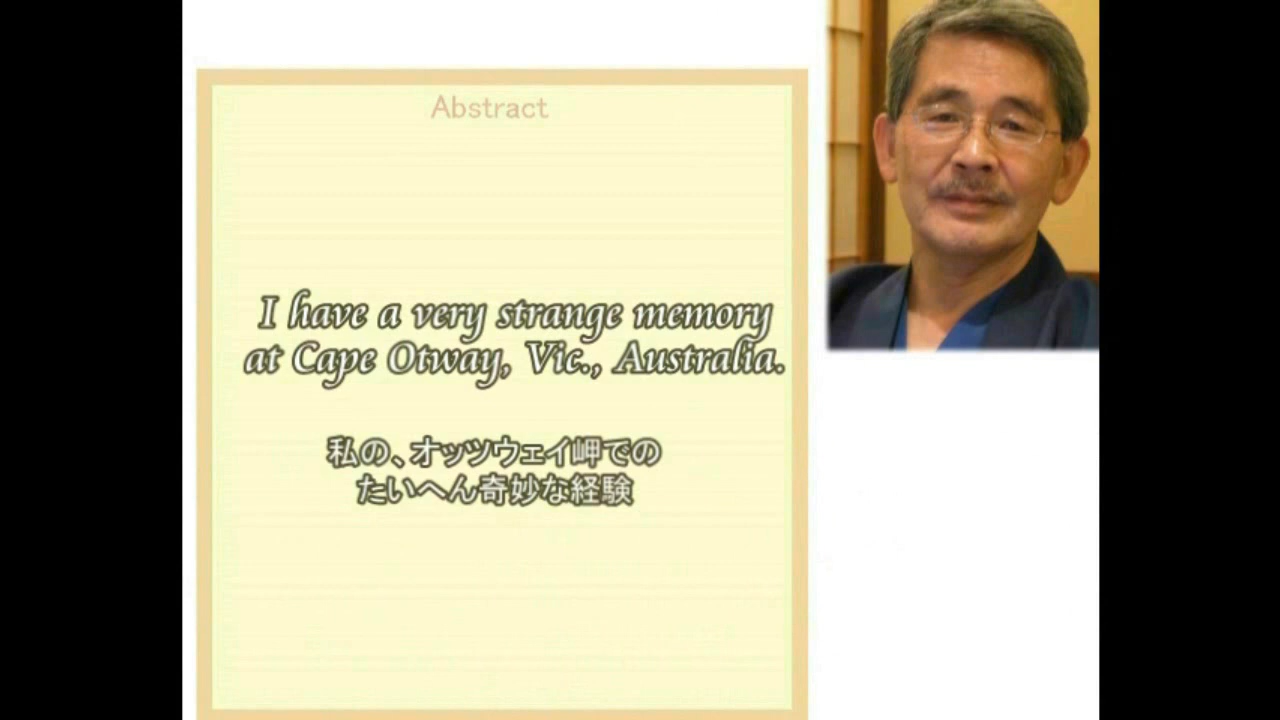 Abstract
I have a very strange memory
at Cape Otway, Vic., Australia.
私の、オッツウェイ岬での
たいへん奇妙な経験